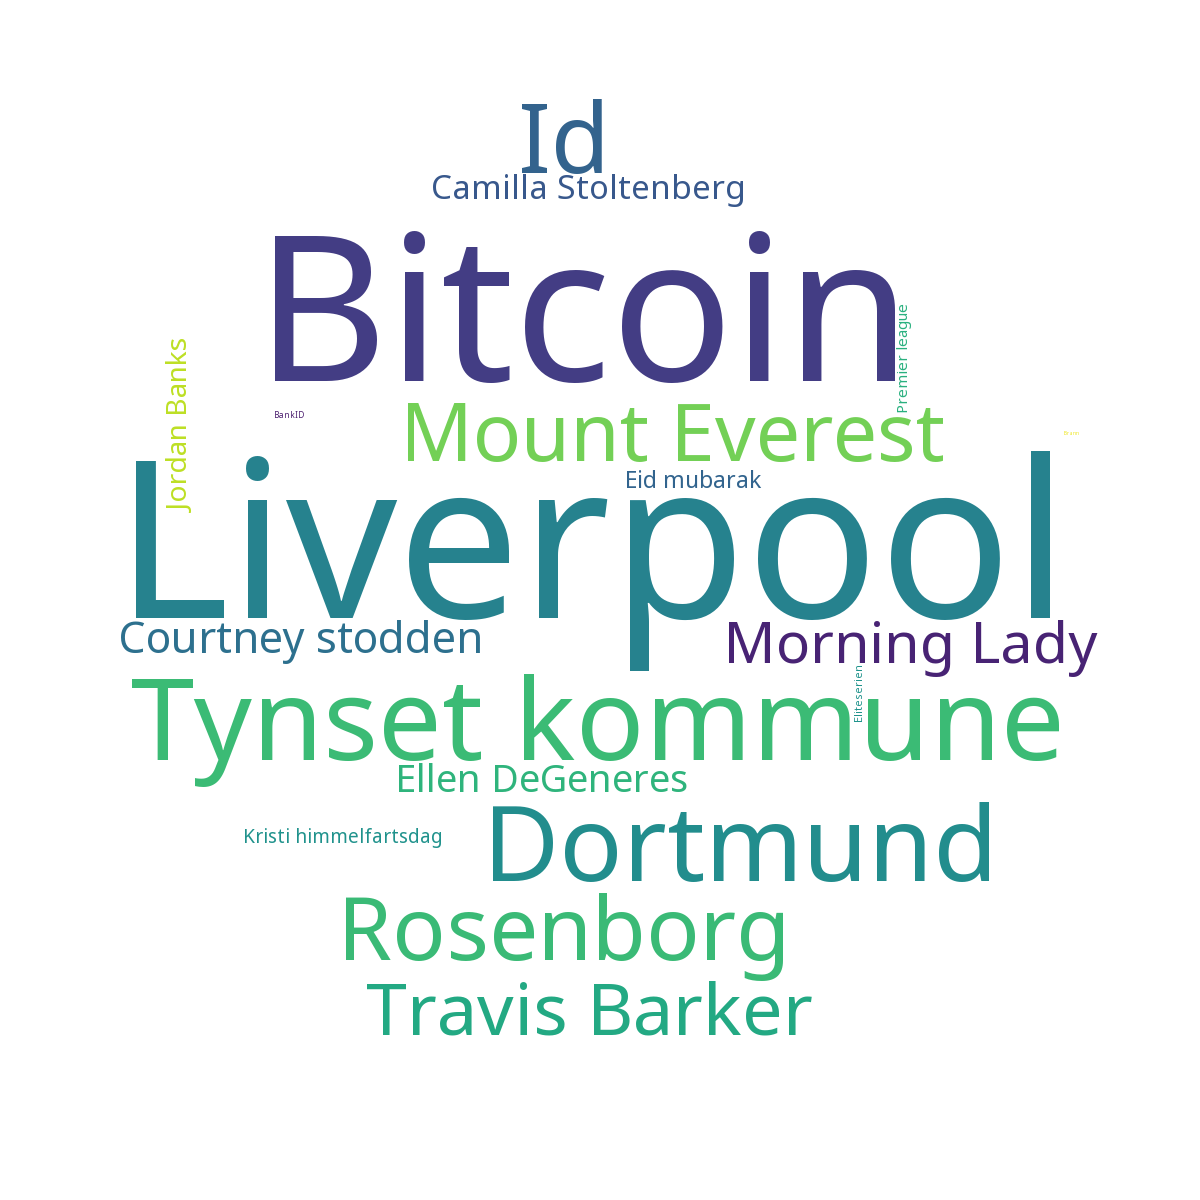 Id
Camilla Stoltenberg
Bitcoin
Premier league
Jordan Banks
Mount Everest
BankID
Eid mubarak
Liverpool
Courtney stodden
Morning Lady
Eliteserien
Tynset kommune
Ellen DeGeneres
Dortmund
Kristi himmelfartsdag
Rosenborg
Travis Barker